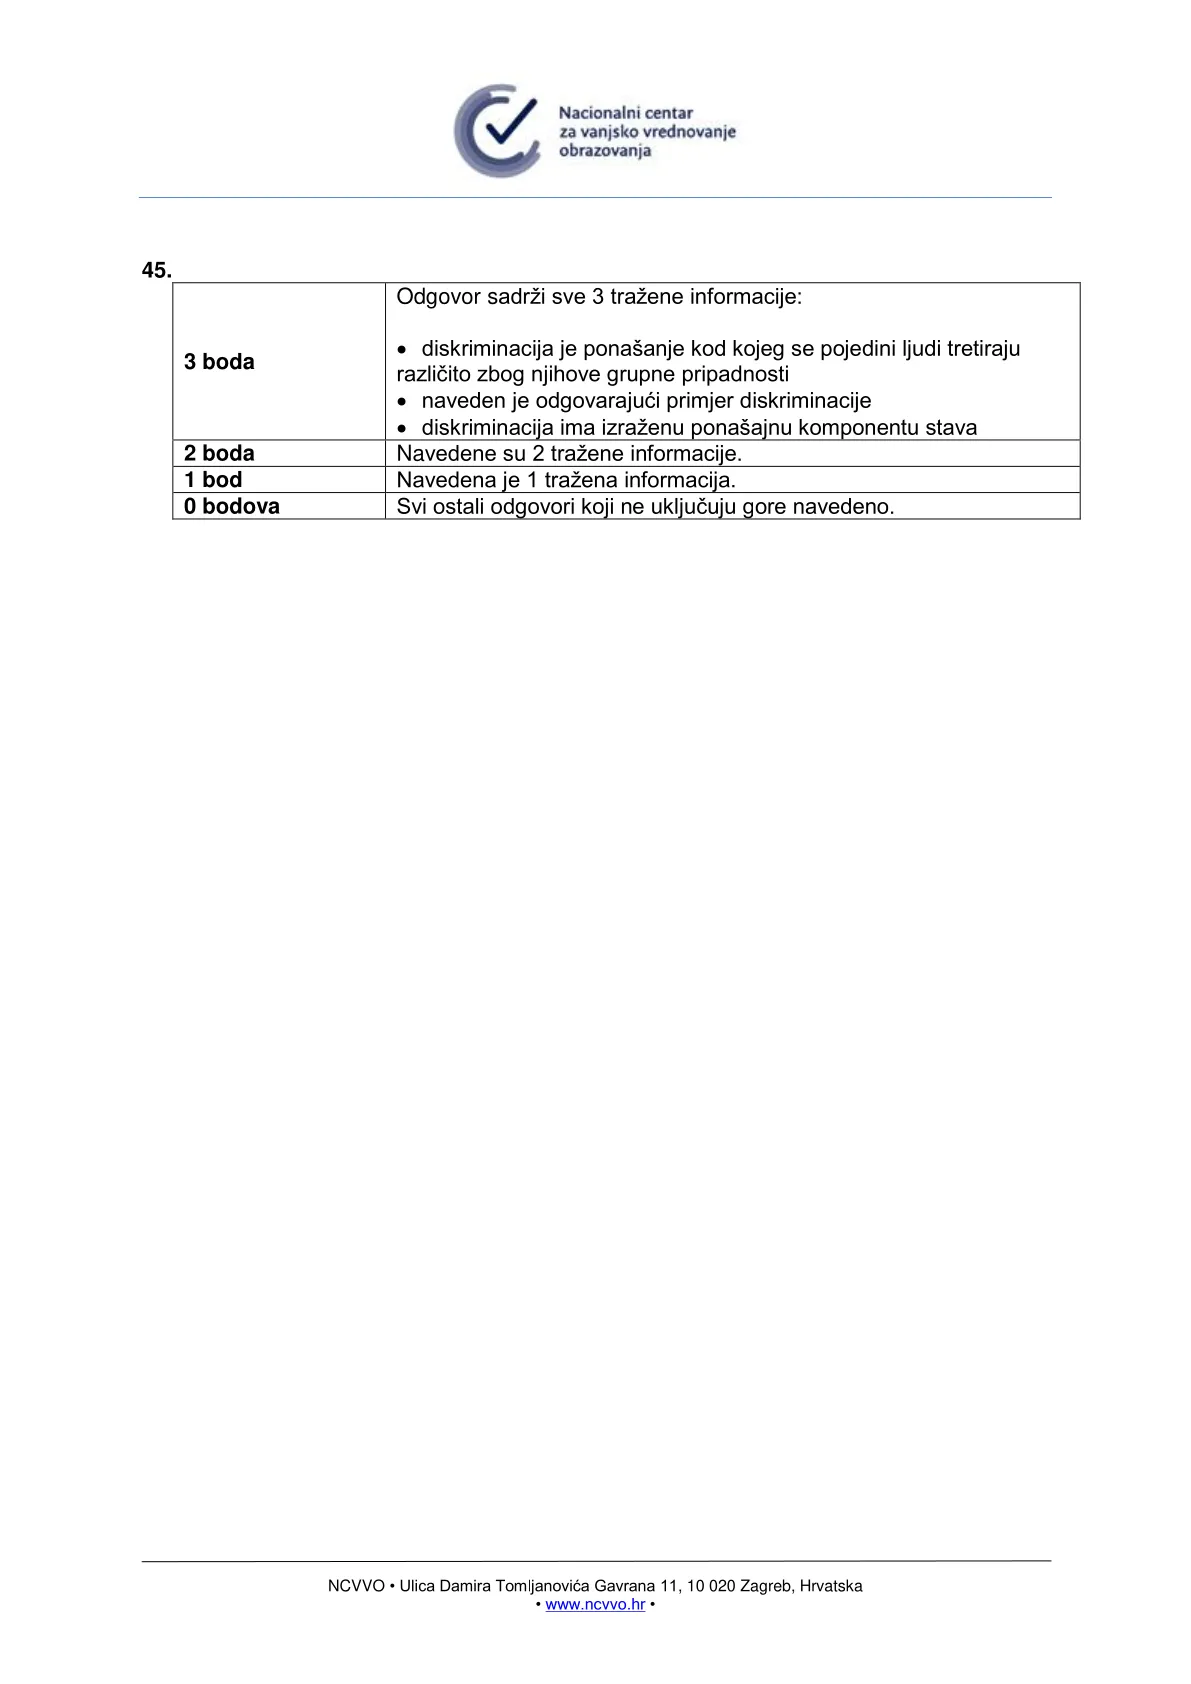 Nacionalni centar
za vanjsko vrednovanje
obrazovanja
45.
3 boda
Odgovor sadrži sve 3 tražene informacije:
• diskriminacija je ponašanje kod kojeg se pojedini ljudi tretiraju
različito zbog njihove grupne pripadnosti
• naveden je odgovarajući primjer diskriminacije
• diskriminacija ima izraženu ponašajnu komponentu stava
2 boda Navedene su 2 tražene informacije.
1 bod Navedena je 1 tražena informacija.
0 bodova Svi ostali odgovori koji ne uključuju gore navedeno.
NCVVO • Ulica Damira Tomljanovića Gavrana 11, 10 020 Zagreb, Hrvatska
• www.ncvvo.hr •